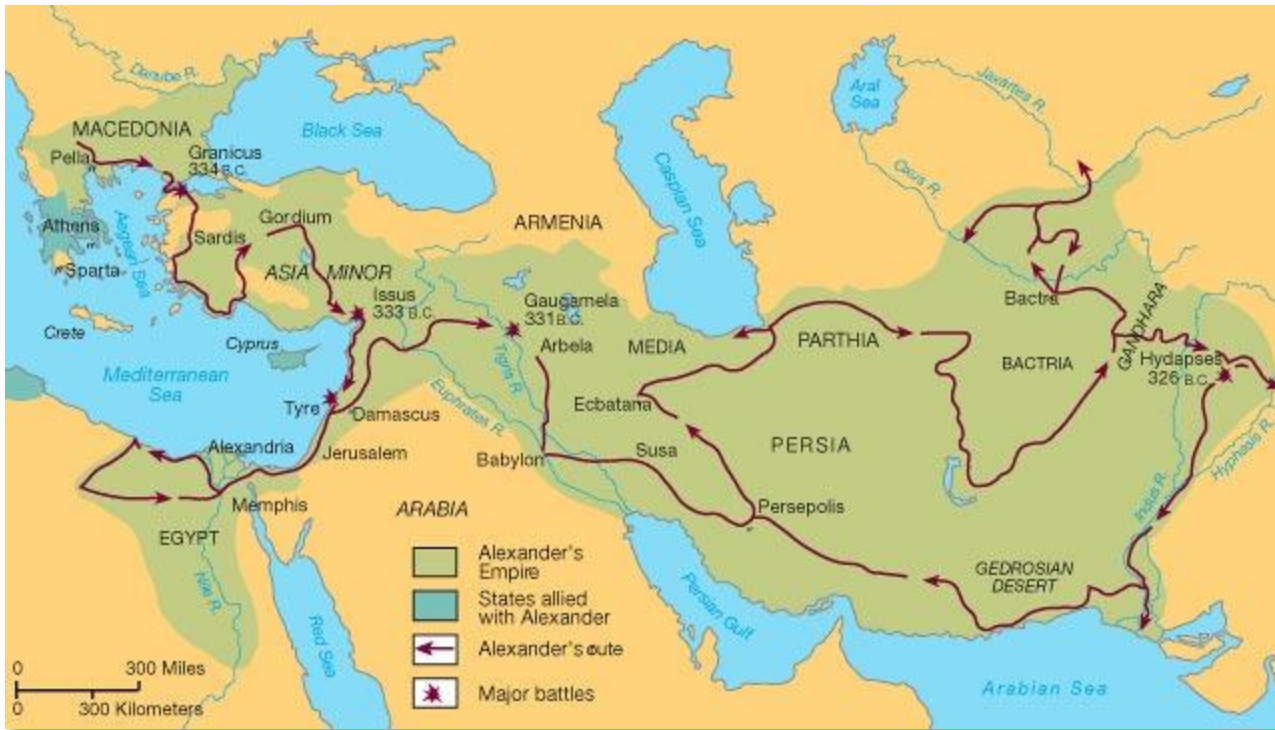 Danube R.
MACEDONIA
Pella
Granicus
334 B.C.
Black Sea
Aral
Sea
Jaxartes R.
Oxus R.
Caspian Sea
Athens
Aegean Sea
Sardis
Gordium
ARMENIA
Sparta
ASIA MINOR
Issus
333 B.C.
Gaugamela
331 B.C.
Arbela
Tigris R.
MEDIA
PARTHIA
Bactra
BACTRIA
GANDHARA
Hydapses
326 B.C.
Crete
Cyprus
Mediterranean
Sea
Tyre
Damascus
Euphrates R.
Ecbatana
Alexandria
Jerusalem
Babylon
Susa
PERSIA
Hyphasis R.
Indus R.
Memphis
ARABIA
Persepolis
EGYPT
Nile R.
Red Sea
Persian Gulf
GEDROSIAN
DESERT
Arabian Sea
Alexander's
Empire
States allied
with Alexander
Alexander's oute
Major battles
0 300 Miles
0 300 Kilometers